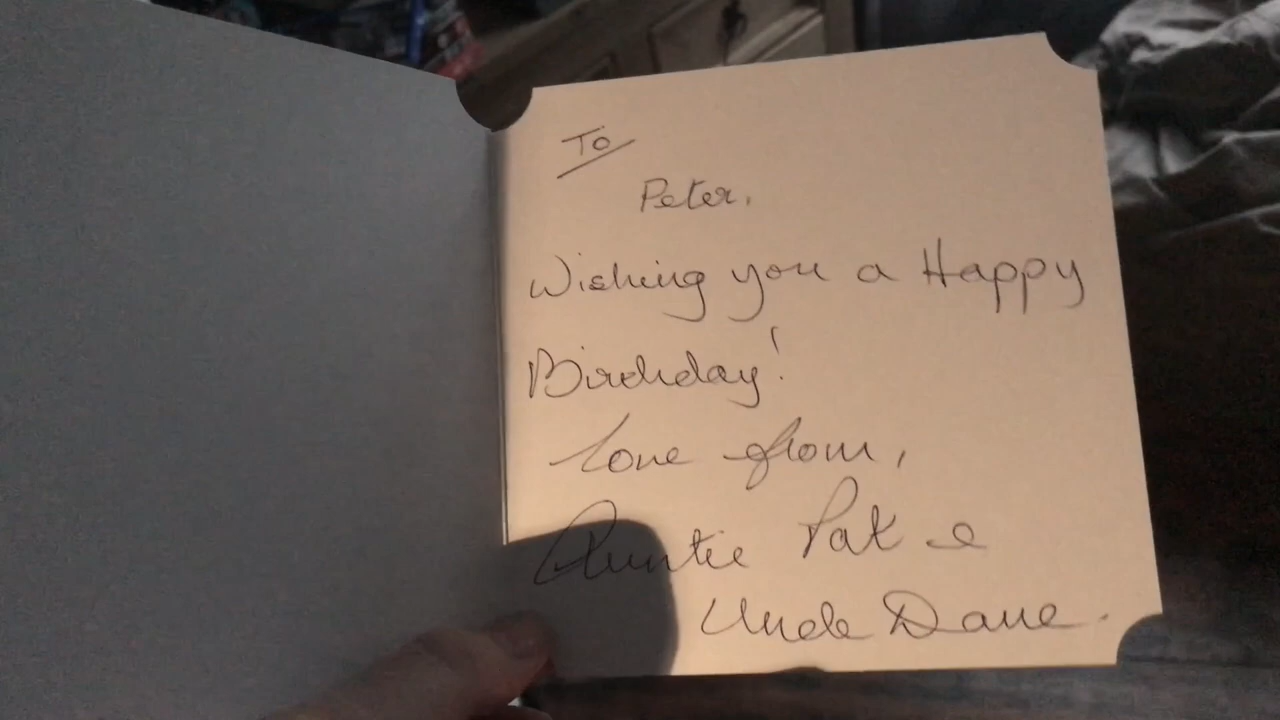 To
Peter,
Wishing you a Happy
Birthday!
Love from,
Auntie Pat &
Uncle Dave.